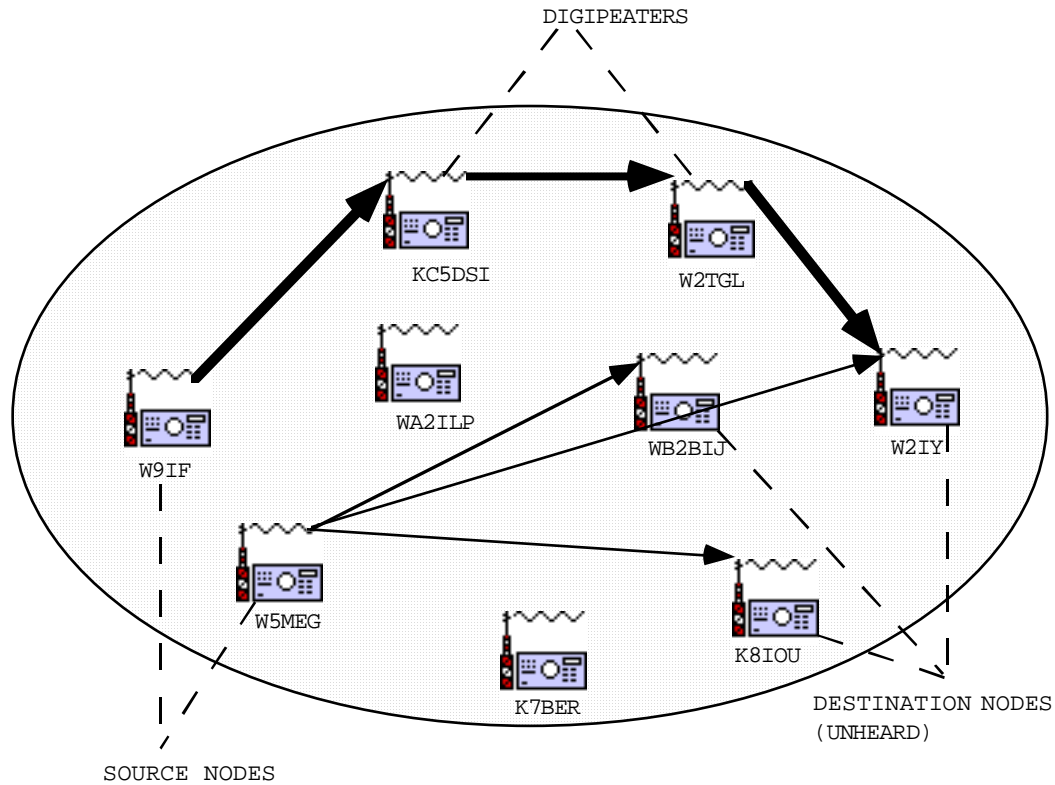 DIGIPEATERS
KC5DSI
W2TGL
WA2ILP
WB2BIJ
W2IY
W9IF
W5MEG
K8IOU
K7BER
DESTINATION NODES
(UNHEARD)
SOURCE NODES